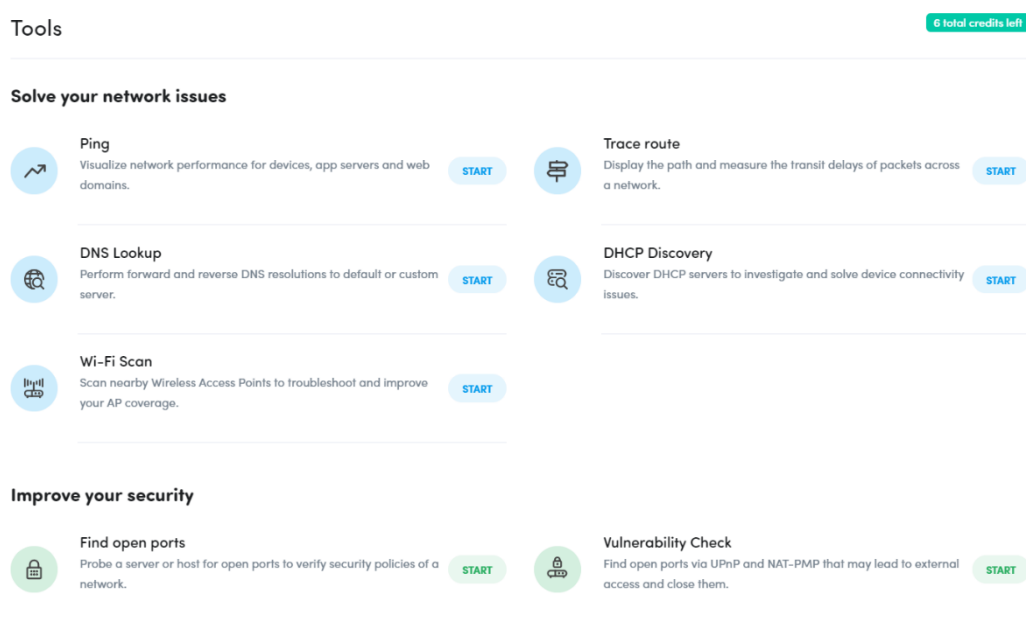 Tools
6 total credits left
Solve your network issues
Ping
Visualize network performance for devices, app servers and web
domains.
START
Trace route
Display the path and measure the transit delays of packets across
a network.
START
DNS Lookup
Perform forward and reverse DNS resolutions to default or custom
server.
START
DHCP Discovery
Discover DHCP servers to investigate and solve device connectivity
issues.
START
Wi-Fi Scan
Scan nearby Wireless Access Points to troubleshoot and improve
your AP coverage.
START
Improve your security
Find open ports
Probe a server or host for open ports to verify security policies of a
network.
START
Vulnerability Check
Find open ports via UPnP and NAT-PMP that may lead to external
access and close them.
START